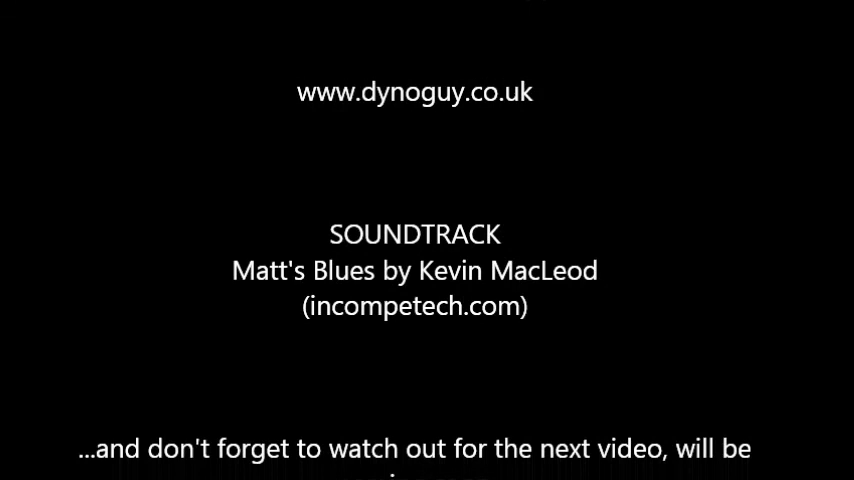 www.dynoguy.co.uk
SOUNDTRACK
Matt's Blues by Kevin MacLeod
(incompetech.com)
...and don't forget to watch out for the next video, will be